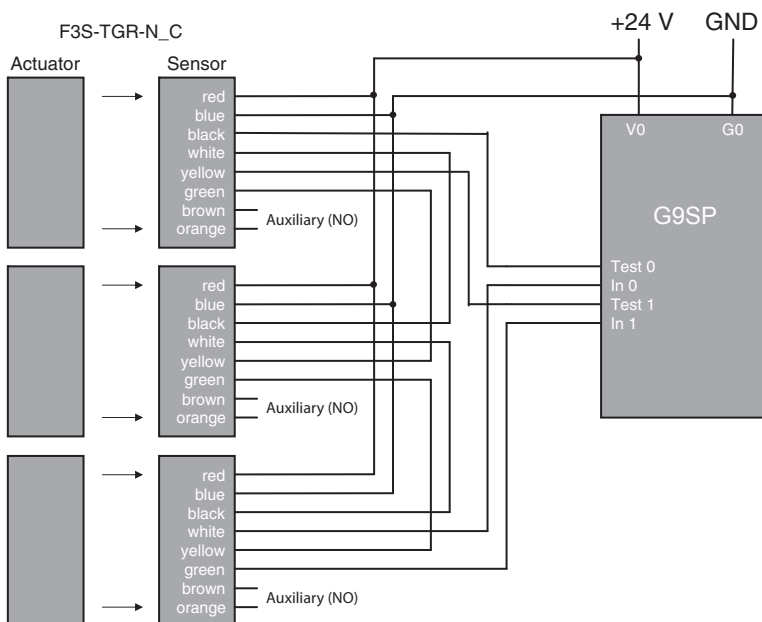 +24 V GND
F3S-TGR-N_C
Actuator Sensor
red
blue
black
white
yellow
green
brown
orange
Auxiliary (NO)
red
blue
black
white
yellow
green
brown
orange
Auxiliary (NO)
red
blue
black
white
yellow
green
brown
orange
Auxiliary (NO)
V0 G0
G9SP
Test 0
In 0
Test 1
In 1